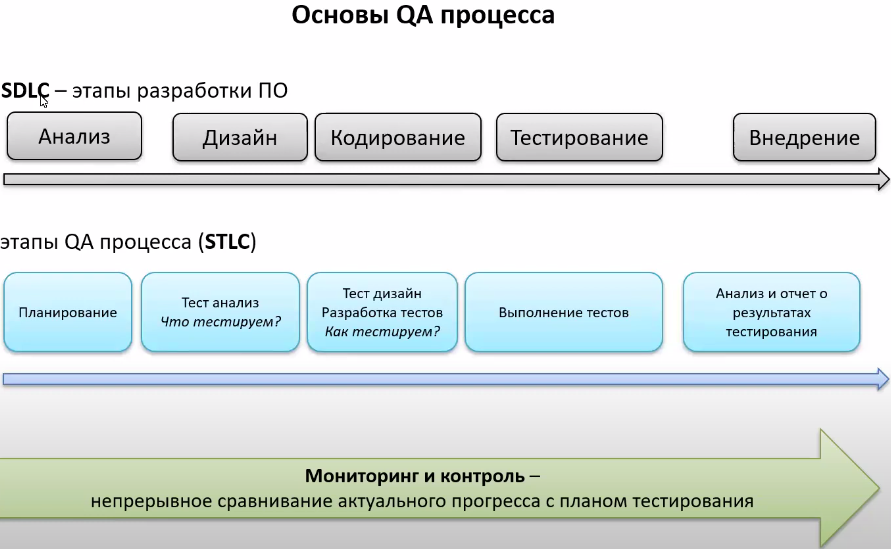 Основы QA процесса
SDLC – этапы разработки ПО
Анализ
Дизайн
Кодирование
Тестирование
Внедрение
этапы QA процесса (STLC)
Планирование
Тест анализ
Что тестируем?
Тест дизайн
Разработка тестов
Как тестируем?
Выполнение тестов
Анализ и отчет о
результатах
тестирования
Мониторинг и контроль –
непрерывное сравнивание актуального прогресса с планом тестирования